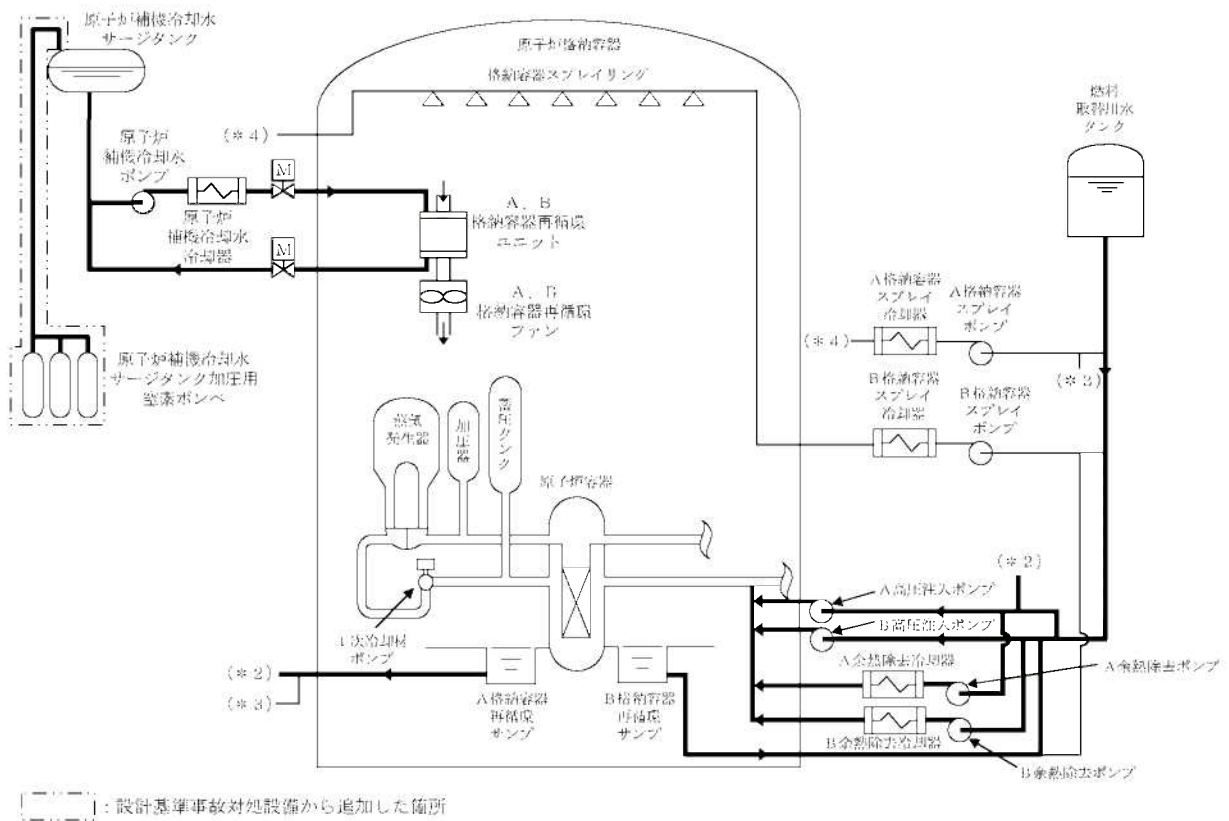 原子炉補機冷却水
サージタンク
原子炉格納容器
格納容器スプレイリング
(*4)
燃料
取替用水
タンク
原子炉
補機冷却水
ポンプ
M
原子炉
補機冷却水
冷却器
M
A、B
格納容器再循環
ユニット
A、B
格納容器再循環
ファン
A格納容器
スプレイ
冷却器
A格納容器
スプレイ
ポンプ
(*4)
(*3)
B格納容器
スプレイ
冷却器
B格納容器
スプレイ
ポンプ
原子炉補機冷却水
サージタンク加圧用
窒素ボンベ
蒸気
発生器
加圧器
蓄圧タンク
原子炉容器
(*2)
A高圧注入ポンプ
B高圧注入ポンプ
1次冷却材
ポンプ
A余熱除去冷却器
A余熱除去ポンプ
(*2)
(*3)
A格納容器
再循環
サンプ
B格納容器
再循環
サンプ
B余熱除去冷却器
B余熱除去ポンプ
:設計基準事故対処設備から追加した箇所